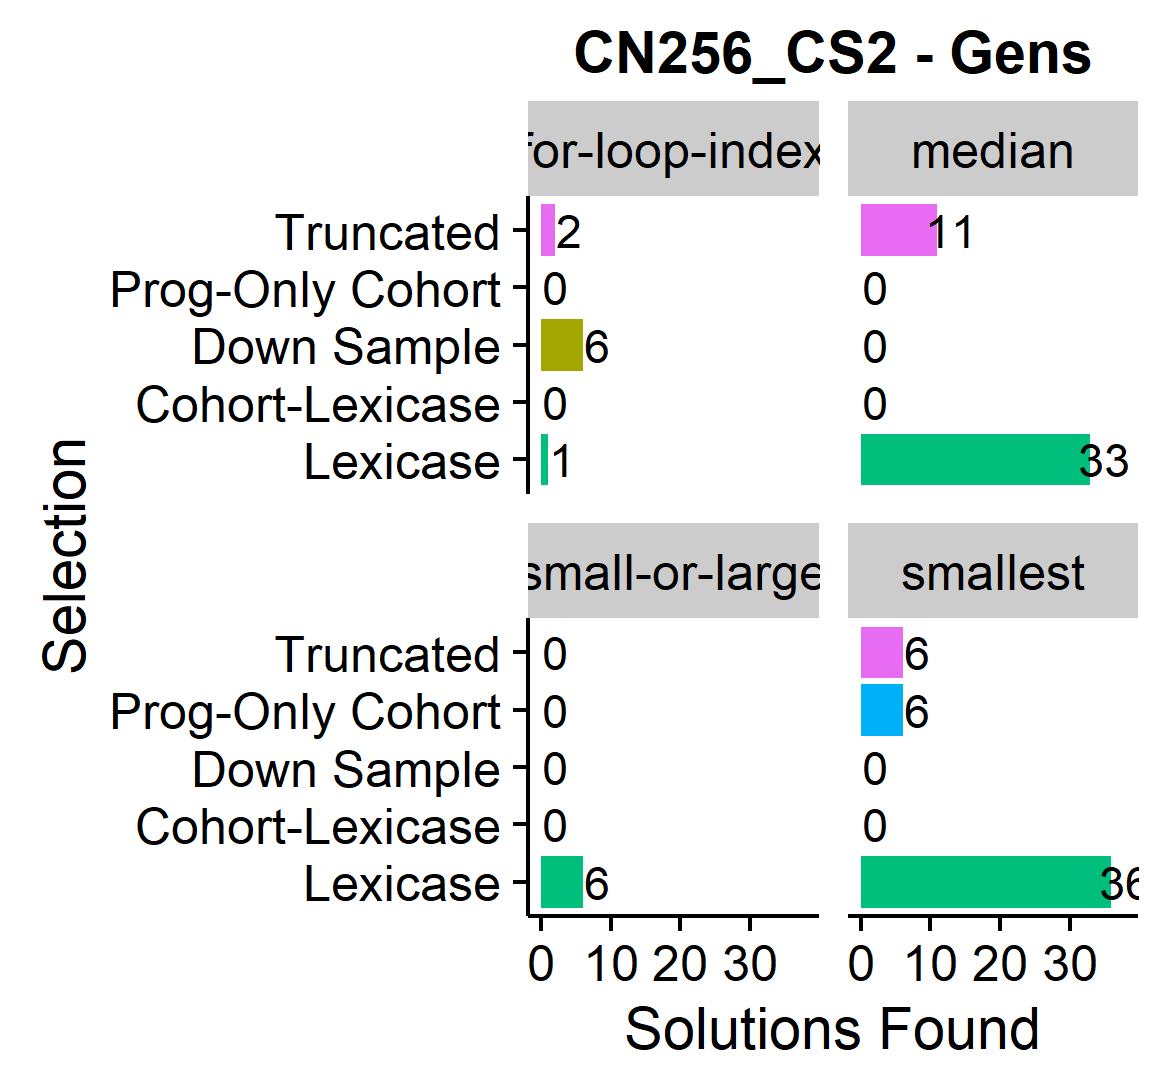 CN256_CS2 - Gens
for-loop-index
median
Truncated
2
11
Prog-Only Cohort
0
0
Down Sample
6
0
Cohort-Lexicase
0
0
Lexicase
1
33
Selection
small-or-large
smallest
Truncated
0
6
Prog-Only Cohort
0
6
Down Sample
0
0
Cohort-Lexicase
0
0
Lexicase
6
36
0 10 20 30
0 10 20 30
Solutions Found